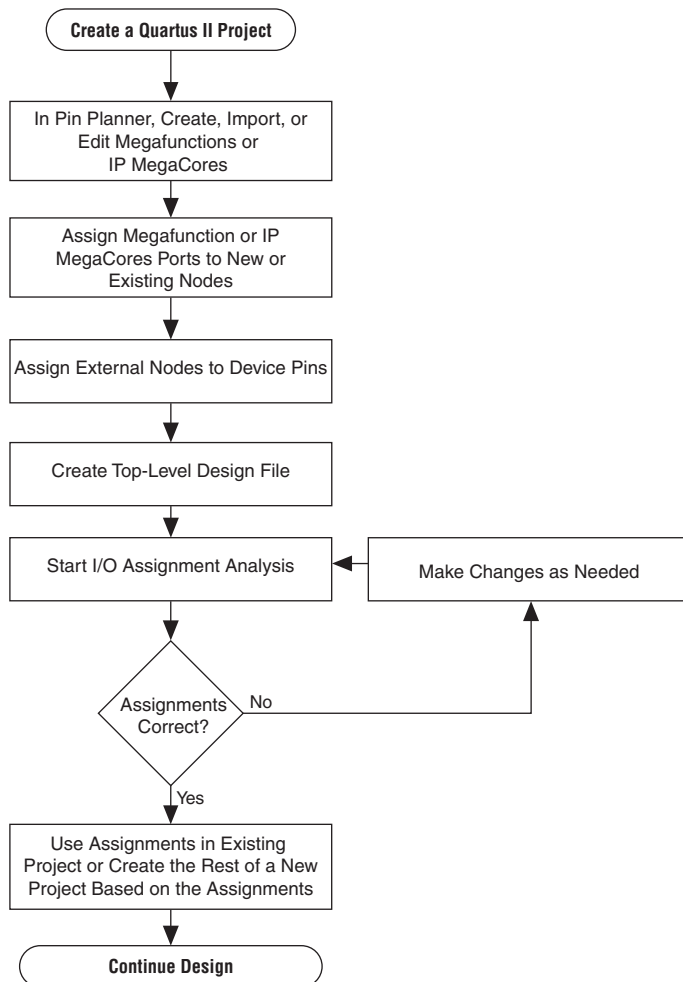 Create a Quartus II Project
In Pin Planner, Create, Import, or
Edit Megafunctions or
IP MegaCores
Assign Megafunction or IP
MegaCores Ports to New or
Existing Nodes
Assign External Nodes to Device Pins
Create Top-Level Design File
Start I/O Assignment Analysis
Make Changes as Needed
Assignments
Correct?
No
Yes
Use Assignments in Existing
Project or Create the Rest of a New
Project Based on the Assignments
Continue Design